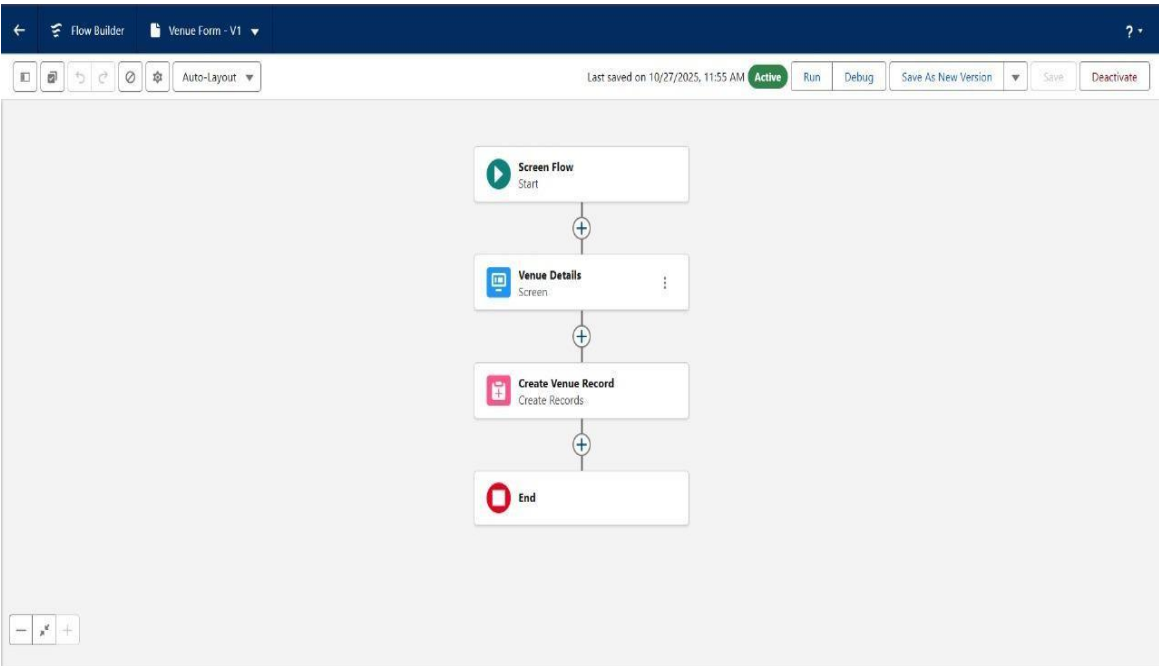 Flow Builder
Venue Form - V1
?
Auto-Layout
Last saved on 10/27/2025, 11:55 AM Active Run Debug Save As New Version Save Deactivate
Screen Flow
Start
Venue Details
Screen
Create Venue Record
Create Records
End